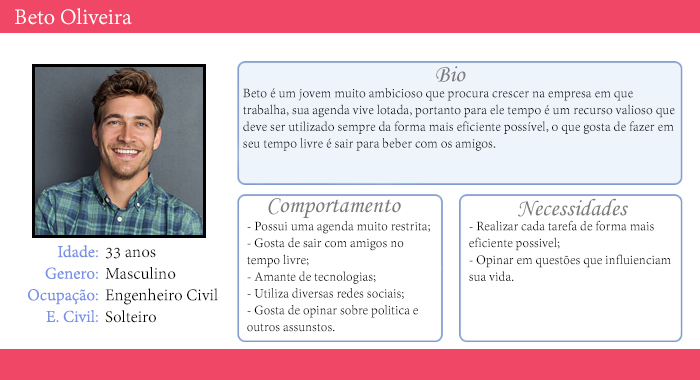 Beto Oliveira
Bio
Beto é um jovem muito ambicioso que procura crescer na empresa em que
trabalha, sua agenda vive lotada, portanto para ele tempo é um recurso valioso que
deve ser utilizado sempre da forma mais eficiente possível, o que gosta de fazer em
seu tempo livre é sair para beber com os amigos.
Idade: 33 anos
Genero: Masculino
Ocupação: Engenheiro Civil
E. Civil: Solteiro
Comportamento
- Possui uma agenda muito restrita;
- Gosta de sair com amigos no
tempo livre;
- Amante de tecnologias;
- Utiliza diversas redes sociais;
- Gosta de opinar sobre politica e
outros assunstos.
Necessidades
- Realizar cada tarefa de forma mais
eficiente possivel;
- Opinar em questões que influienciam
sua vida.